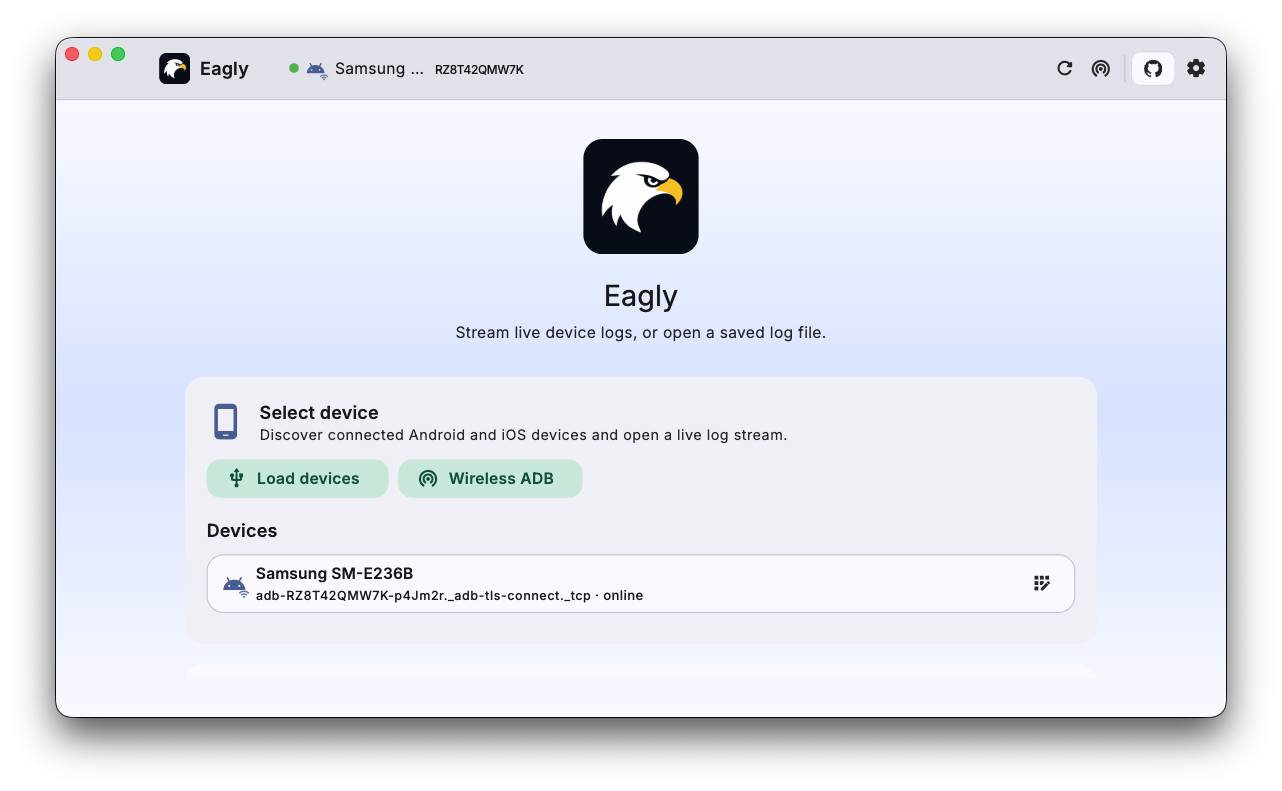 Eagly
Samsung ... RZ8T42QMW7K
Eagly
Stream live device logs, or open a saved log file.
Select device
Discover connected Android and iOS devices and open a live log stream.
Load devices
Wireless ADB
Devices
Samsung SM-E236B
adb-RZ8T42QMW7K-p4Jm2r._adb-tls-connect._tcp · online